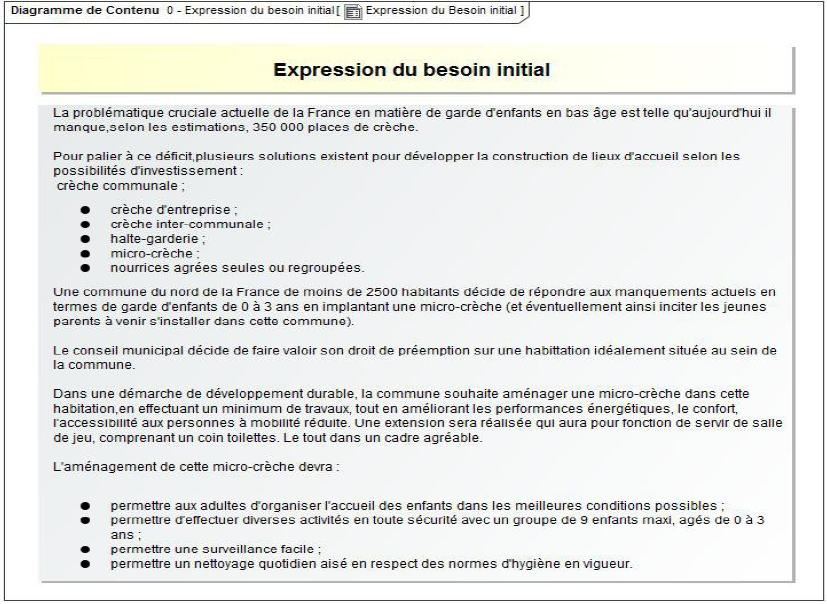 Diagramme de Contenu 0 - Expression du besoin initial[ Expression du Besoin initial ]
Expression du besoin initial
La problématique cruciale actuelle de la France en matière de garde d'enfants en bas âge est telle qu'aujourd'hui il
manque,selon les estimations, 350 000 places de crèche.
Pour palier à ce déficit,plusieurs solutions existent pour développer la construction de lieux d'accueil selon les
possibilités d'investissement :
crèche communale ;
● crèche d'entreprise ;
● crèche inter-communale ;
● halte-garderie ;
● micro-crèche ;
● nourrices agrées seules ou regroupées.
Une commune du nord de la France de moins de 2500 habitants décide de répondre aux manquements actuels en
termes de garde d'enfants de 0 à 3 ans en implantant une micro-crèche (et éventuellement ainsi inciter les jeunes
parents à venir s'installer dans cette commune).
Le conseil municipal décide de faire valoir son droit de préemption sur une habittation idéalement située au sein de
la commune.
Dans une démarche de développement durable, la commune souhaite aménager une micro-crèche dans cette
habitation,en effectuant un minimum de travaux, tout en améliorant les performances énergétiques, le confort,
l'accessibilité aux personnes à mobilité réduite. Une extension sera réalisée qui aura pour fonction de servir de salle
de jeu, comprenant un coin toilettes. Le tout dans un cadre agréable.
L'aménagement de cette micro-crèche devra :
● permettre aux adultes d'organiser l'accueil des enfants dans les meilleures conditions possibles ;
● permettre d'effectuer diverses activités en toute sécurité avec un groupe de 9 enfants maxi, agés de 0 à 3
ans ;
● permettre une surveillance facile ;
● permettre un nettoyage quotidien aisé en respect des normes d'hygiène en vigueur.